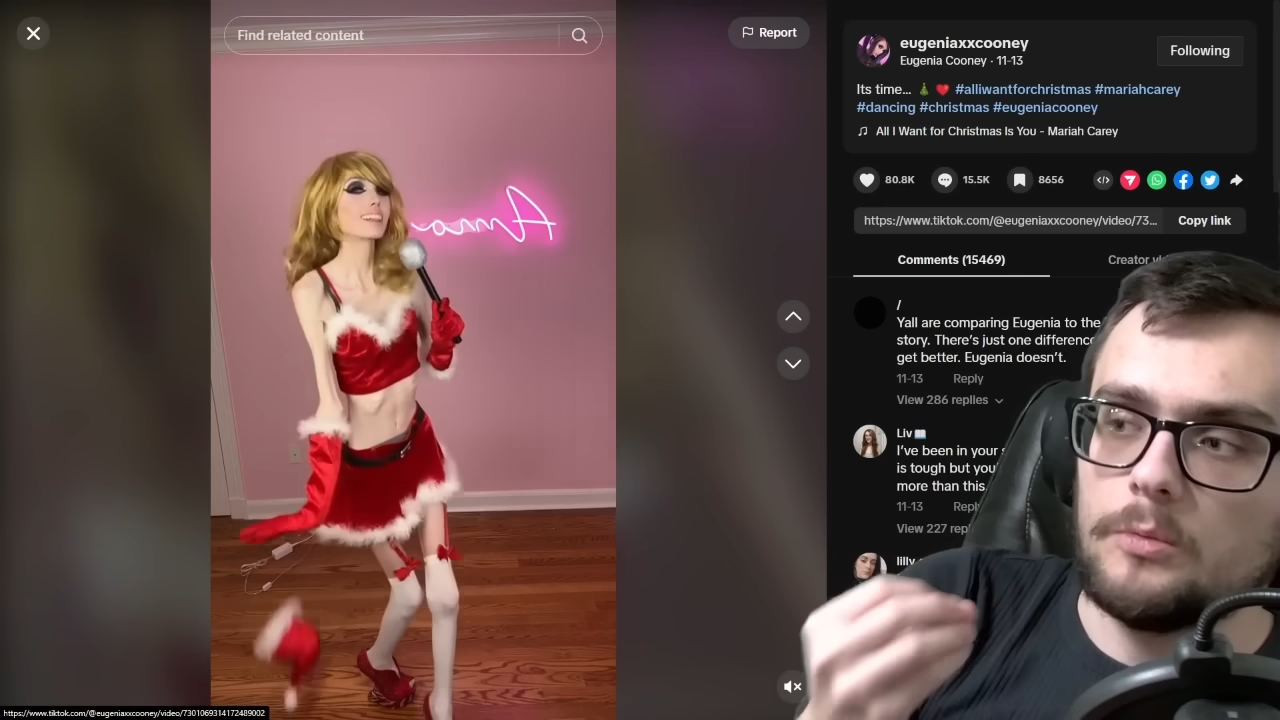 Find related content
Report
eugeniaxxcooney
Eugenia Cooney · 11-13
Following
Its time... 🎄 ❤️ #alliwantforchristmas #mariahcarey
#dancing #christmas #eugeniacooney
All I Want for Christmas Is You - Mariah Carey
80.8K
15.5K
8656
https://www.tiktok.com/@eugeniaxxcooney/video/73...
Copy link
Comments (15469)
Creator
/
Yall are comparing Eugenia to the
story. There's just one difference
get better. Eugenia doesn't.
11-13
Reply
View 286 replies
Liv📖
I've been in your
is tough but you
more than this
11-13
View 227
lilly
https://www.tiktok.com/@eugeniaxxcooney/video/7301069314172489002